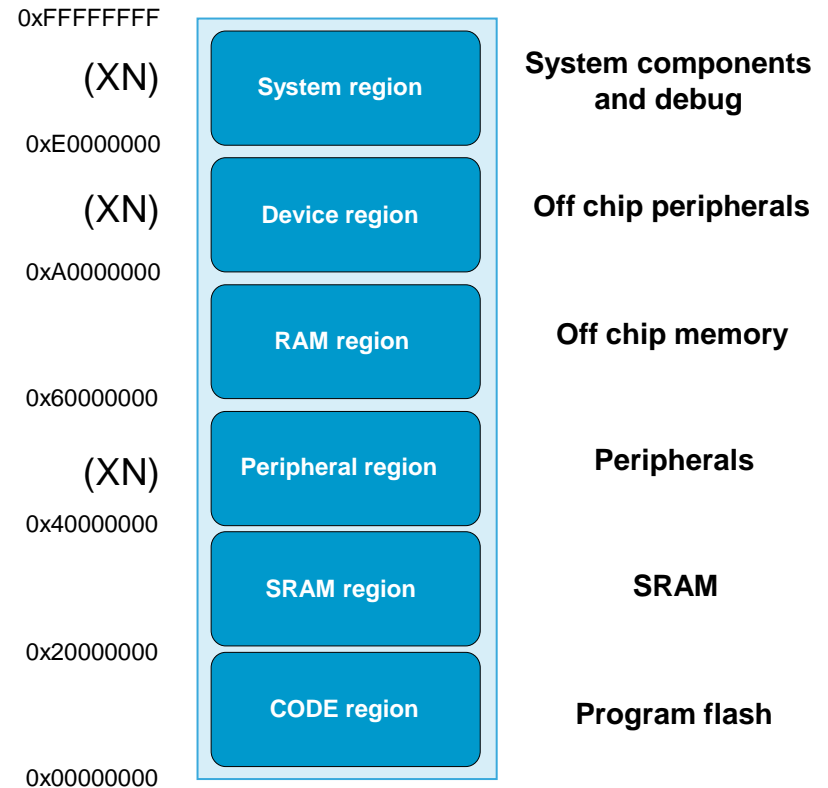 0xFFFFFFFF
(XN)
System region
System components
and debug
0xE0000000
(XN)
Device region
Off chip peripherals
0xA0000000
RAM region
Off chip memory
0x60000000
(XN)
Peripheral region
Peripherals
0x40000000
SRAM region
SRAM
0x20000000
CODE region
Program flash
0x00000000